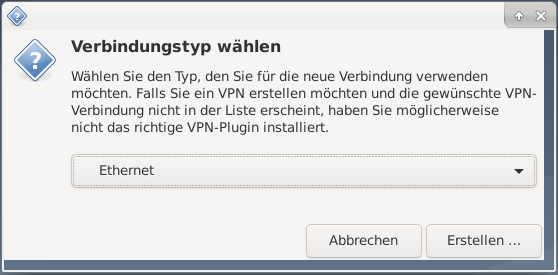 Verbindungstyp wählen
Wählen Sie den Typ, den Sie für die neue Verbindung verwenden
möchten. Falls Sie ein VPN erstellen möchten und die gewünschte VPN-
Verbindung nicht in der Liste erscheint, haben Sie möglicherweise
nicht das richtige VPN-Plugin installiert.
Ethernet
Abbrechen
Erstellen ...